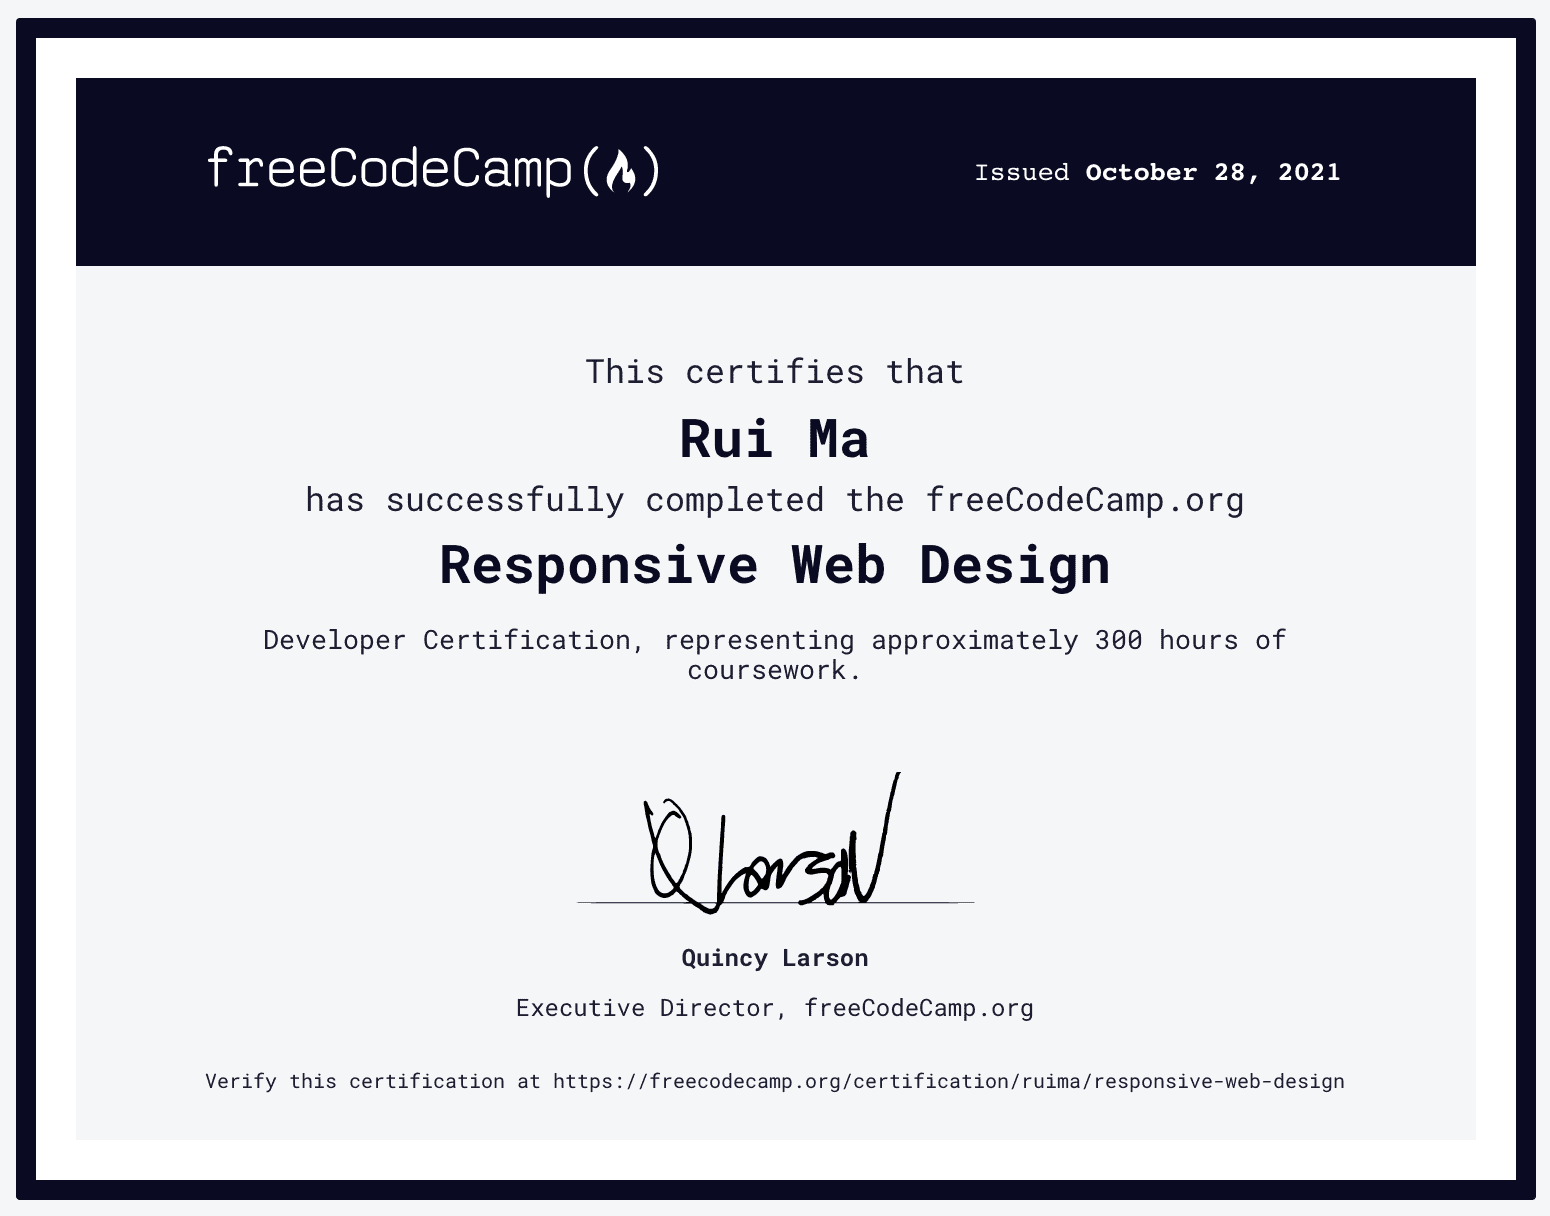 freeCodeCamp(🔥)
Issued October 28, 2021
This certifies that
Rui Ma
has successfully completed the freeCodeCamp.org
Responsive Web Design
Developer Certification, representing approximately 300 hours of
coursework.
Q Larson
Quincy Larson
Executive Director, freeCodeCamp.org
Verify this certification at https://freecodecamp.org/certification/ruima/responsive-web-design